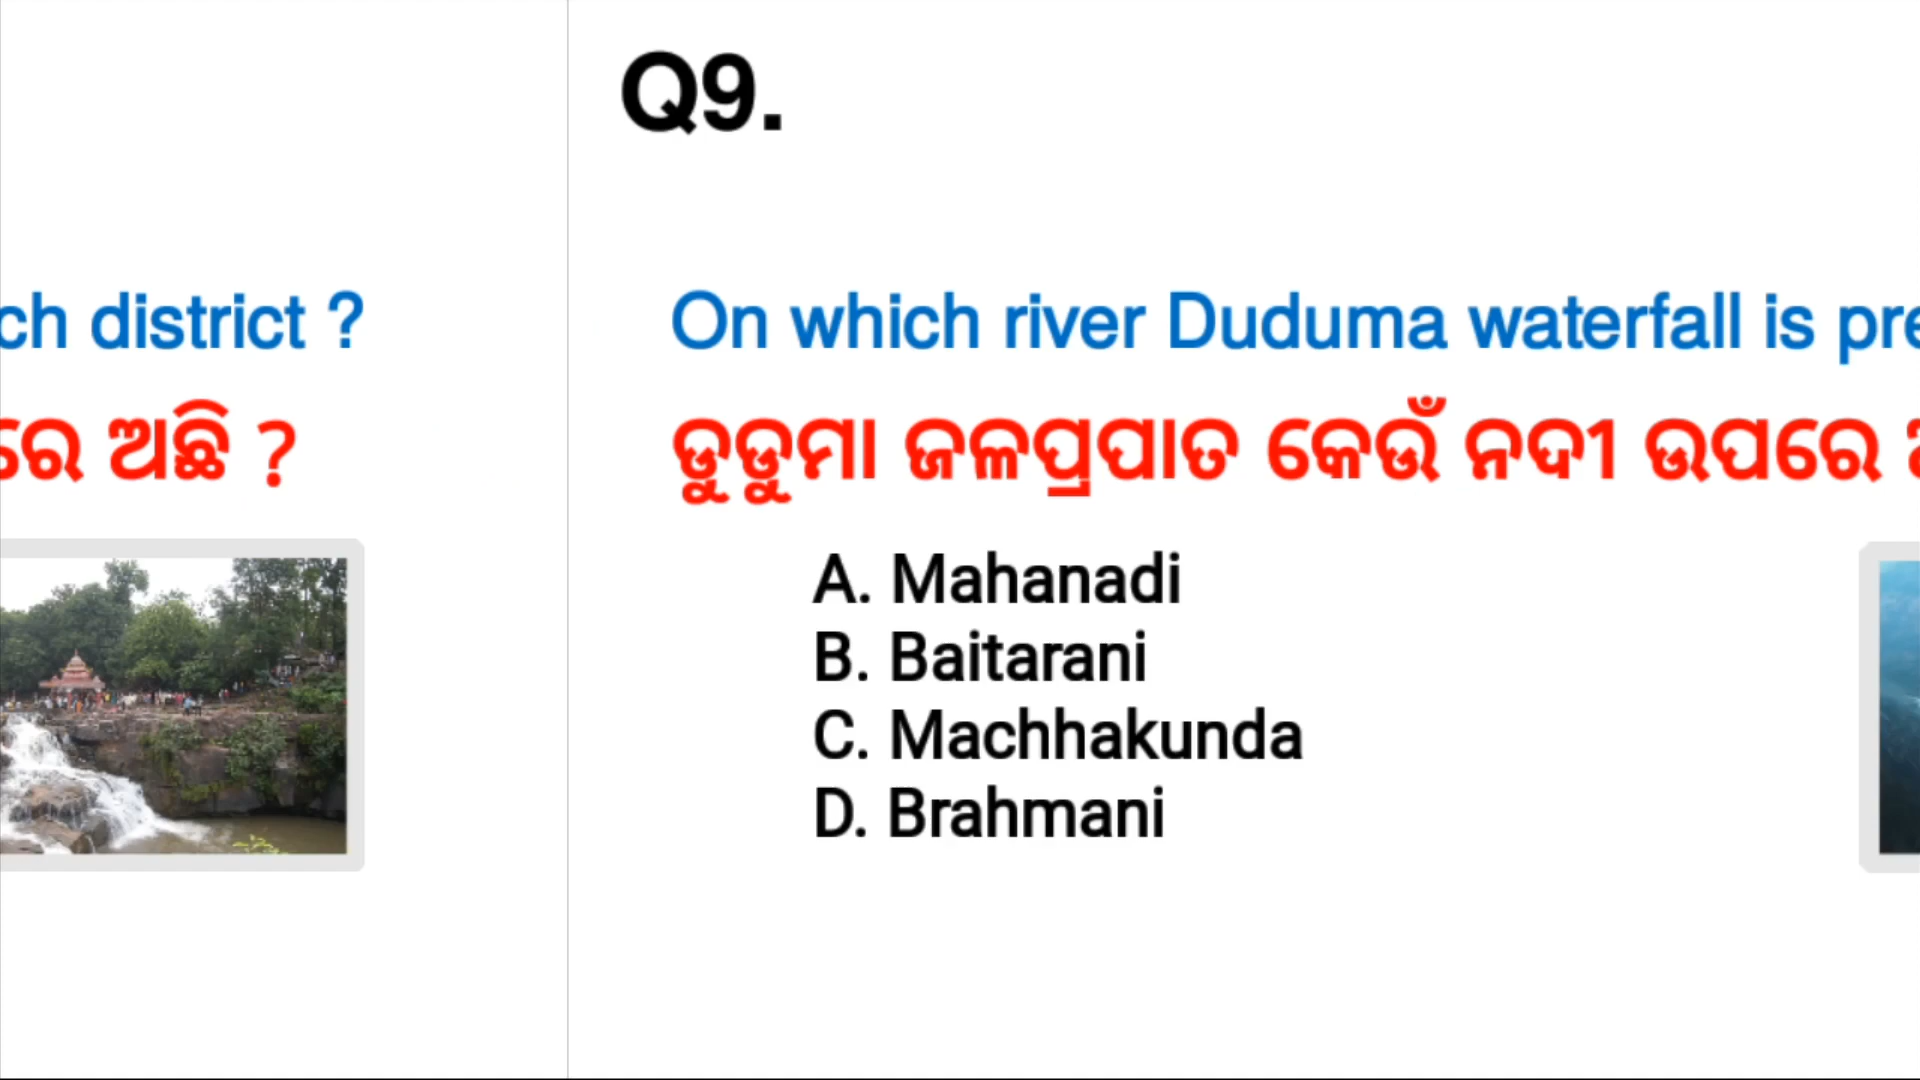 ch district ?
ରେ ଅଛି ?
Q9.
On which river Duduma waterfall is pre
ଡୁଡୁମା ଜଳପ୍ରପାତ କେଉଁ ନଦୀ ଉପରେ
A. Mahanadi
B. Baitarani
C. Machhakunda
D. Brahmani